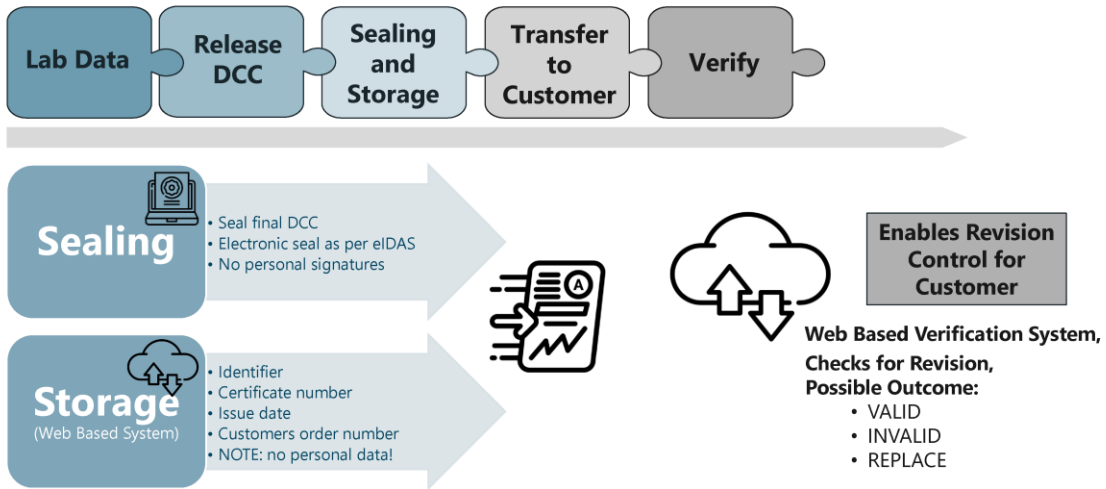 Lab Data
Release
DCC
Sealing
and
Storage
Transfer
to
Customer
Verify
Sealing
• Seal final DCC
• Electronic seal as per eIDAS
• No personal signatures
Storage
(Web Based System)
• Identifier
• Certificate number
• Issue date
• Customers order number
• NOTE: no personal data!
A
Enables Revision
Control for
Customer
Web Based Verification System,
Checks for Revision,
Possible Outcome:
• VALID
• INVALID
• REPLACE